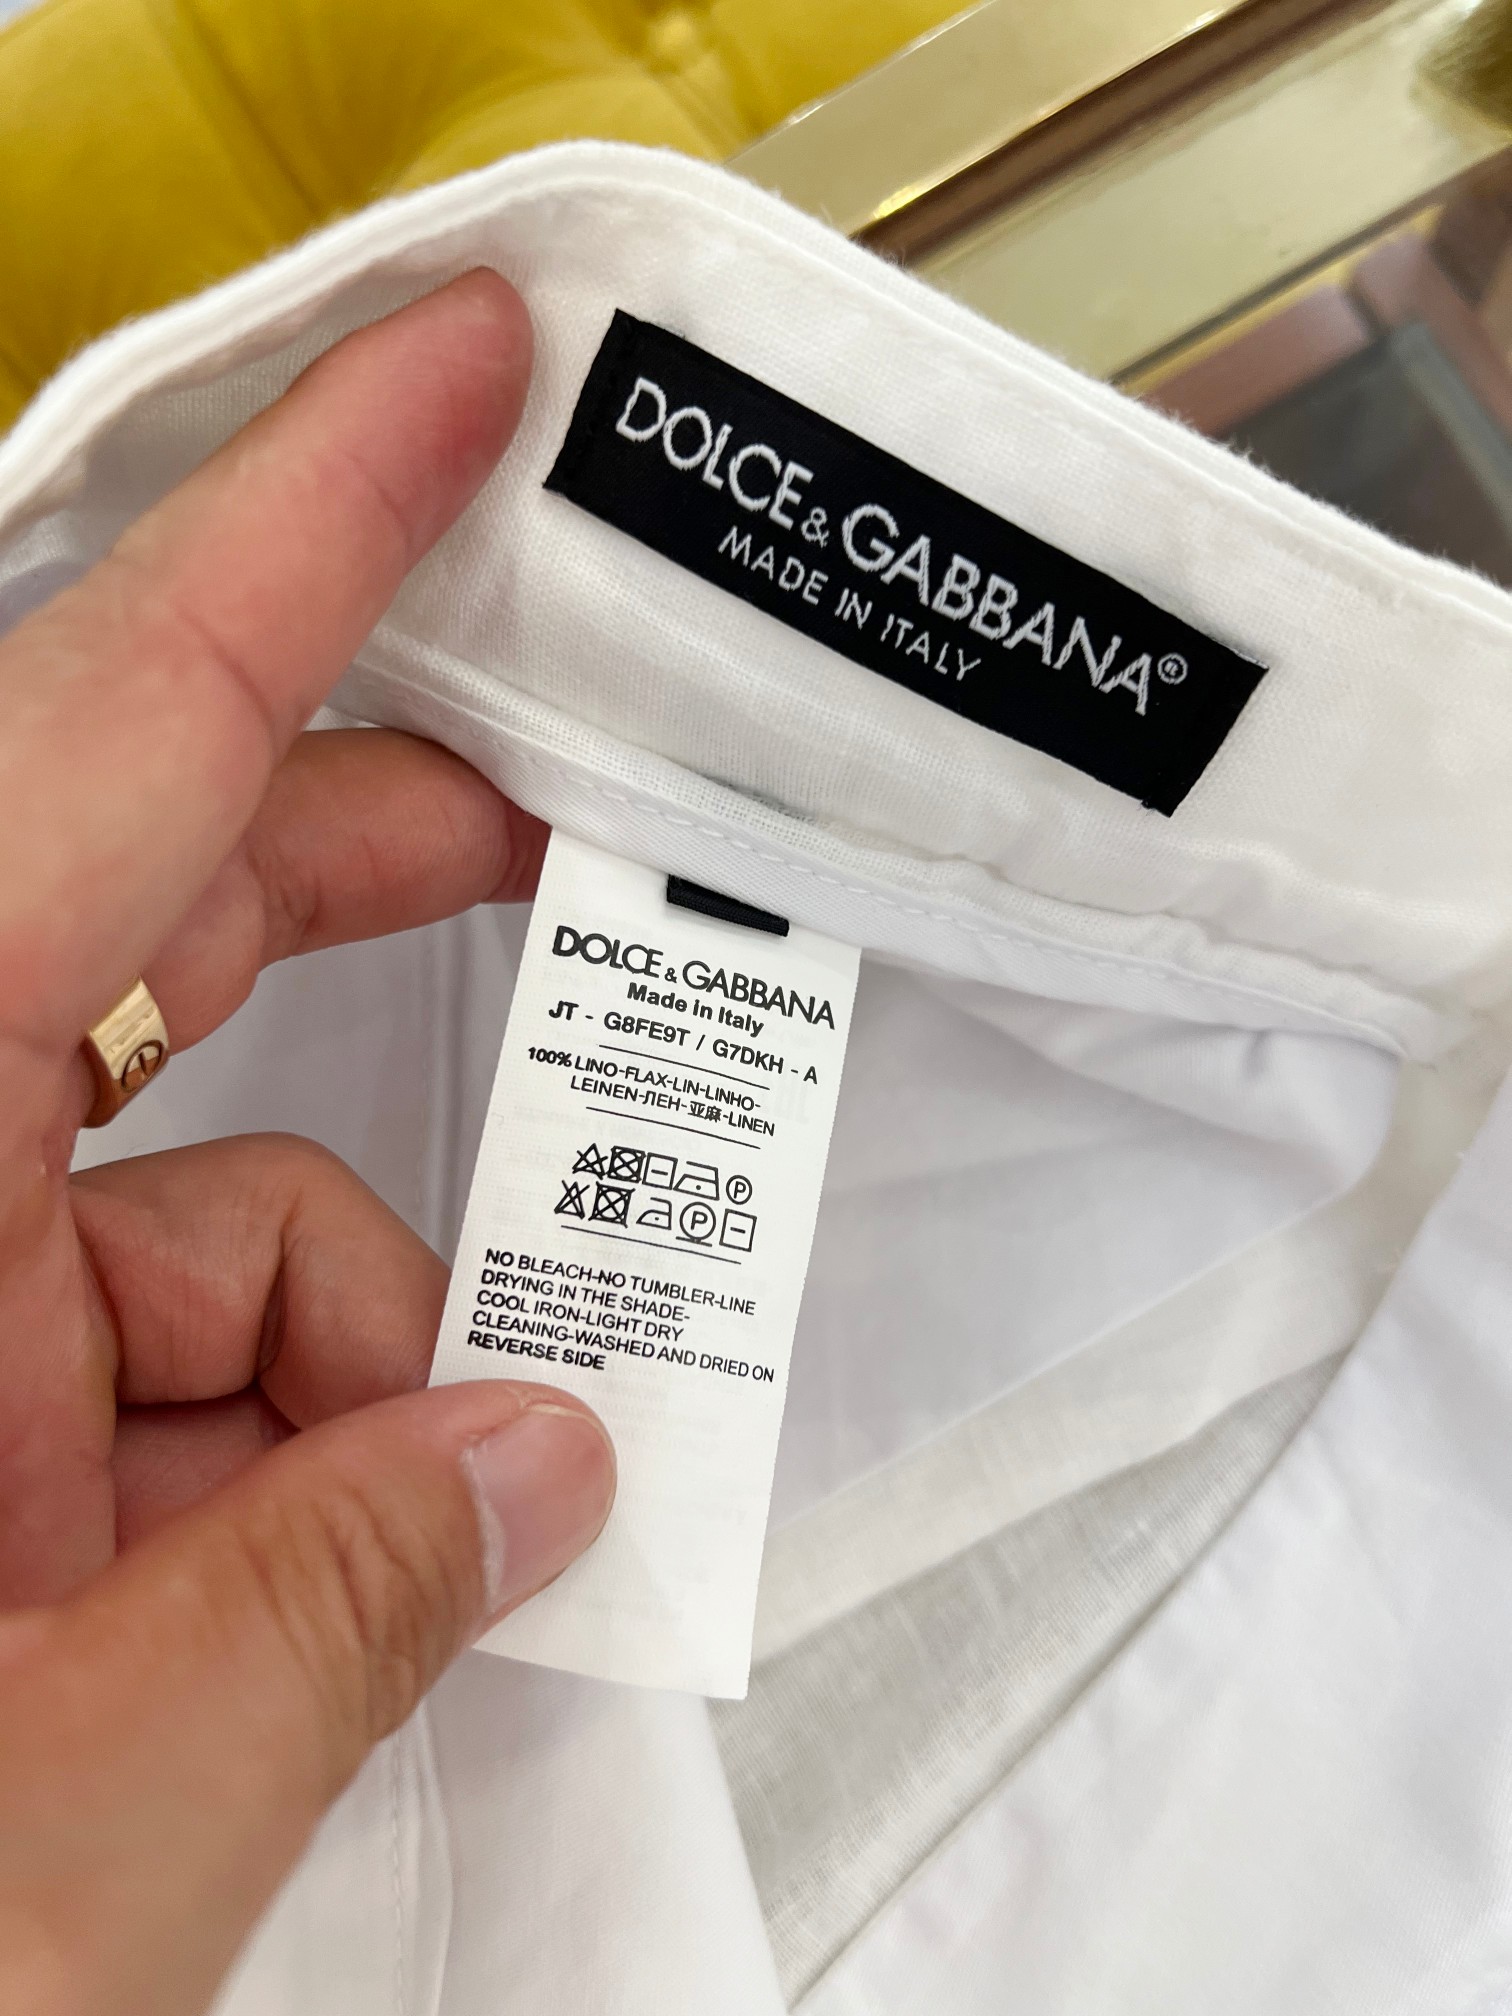 DOLCE&GABBANA®
MADE IN ITALY
DOLCE&GABBANA
Made in Italy
JT - G8FE9T / G7DKH - A
100% LINO-FLAX-LIN-LINHO-
LEINEN-ЛЕН-亚麻-LINEN
P
P
NO BLEACH-NO TUMBLER-LINE
DRYING IN THE SHADE-
COOL IRON-LIGHT DRY
CLEANING-WASHED AND DRIED ON
REVERSE SIDE